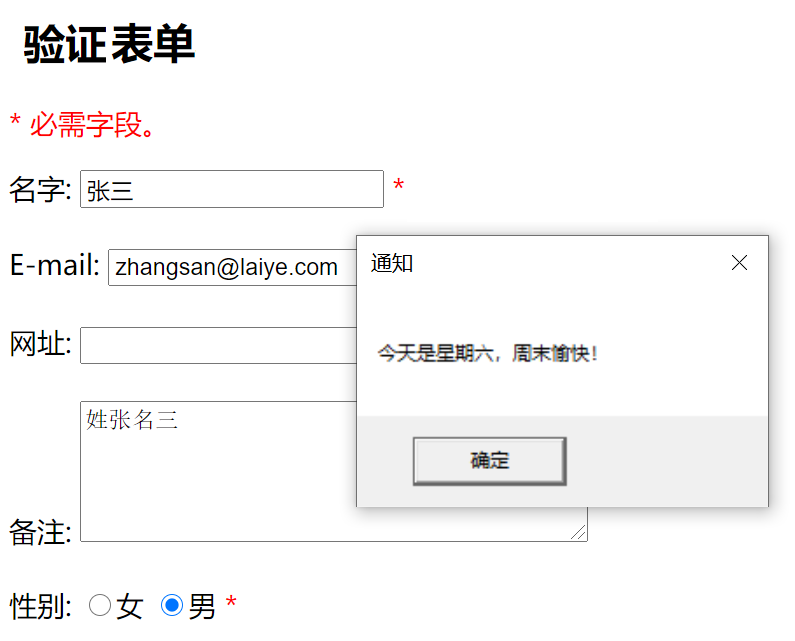 验证表单
* 必需字段。
名字: 张三 *
E-mail: zhangsan@laiye.com
通知
网址:
今天是星期六，周末愉快！
姓张名三
确定
备注:
性别: 女 男 *